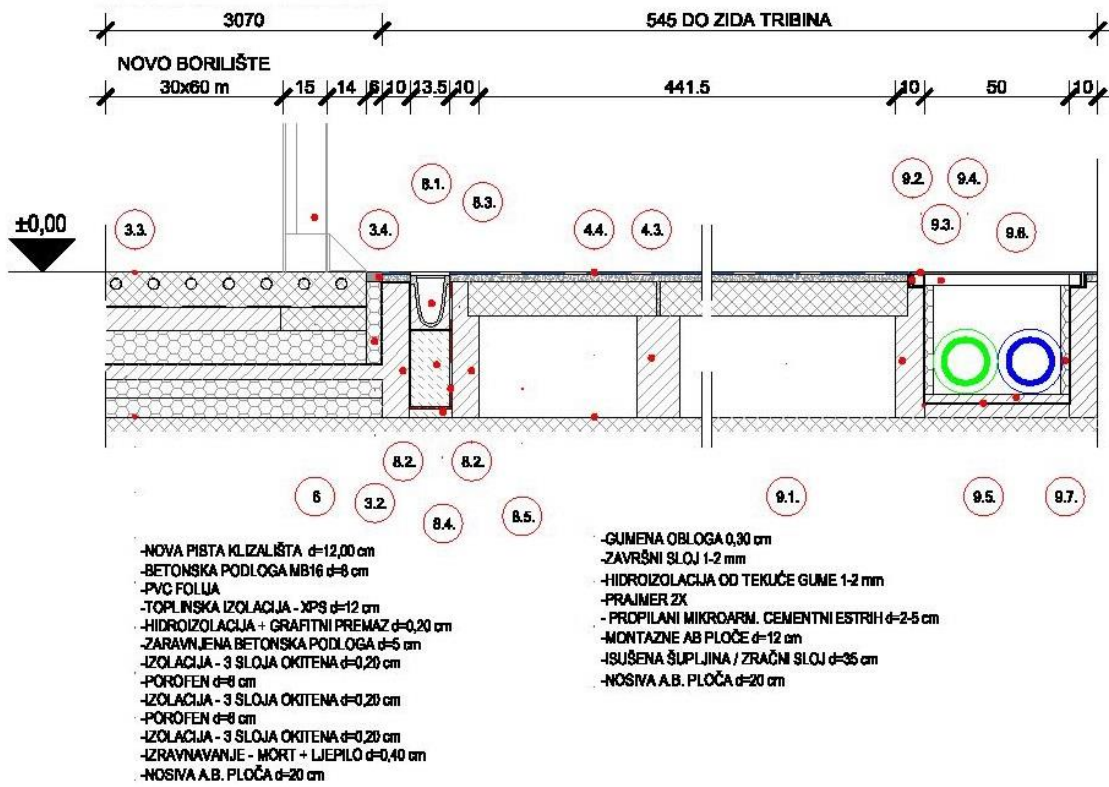 3070
545 DO ZIDA TRIBINA
NOVO BORILIŠTE
30x60 m
15
14
6
10
13.5
10
441.5
10
50
10
8.1.
8.3.
9.2.
9.4.
±0,00
3.3.
3.4.
4.4.
4.3.
9.3.
9.6.
8.2.
8.2.
6
3.2.
8.4.
8.5.
9.1.
9.5.
9.7.
-NOVA PISTA KLIZALIŠTA d=12,00 cm
-BETONSKA PODLOGA MB16 d=8 cm
-PVC FOLIJA
-TOPLINSKA IZOLACIJA - XPS d=12 cm
-HIDROIZOLACIJA + GRAFITNI PREMAZ d=0,20 cm
-ZARAVNJENA BETONSKA PODLOGA d=5 cm
-IZOLACIJA - 3 SLOJA OKITENA d=0,20 cm
-POROFEN d=8 cm
-IZOLACIJA - 3 SLOJA OKITENA d=0,20 cm
-POROFEN d=8 cm
-IZOLACIJA - 3 SLOJA OKITENA d=0,20 cm
-IZRAVNAVANJE - MORT + LJEPILO d=0,40 cm
-NOSIVA A.B. PLOČA d=20 cm
-GUMENA OBLOGA 0,30 cm
-ZAVRŠNI SLOJ 1-2 mm
-HIDROIZOLACIJA OD TEKUĆE GUME 1-2 mm
-PRAJMER 2X
- PROPILANI MIKROARM. CEMENTNI ESTRIH d=2-5 cm
-MONTAZNE AB PLOČE d=12 cm
-ISUŠENA ŠUPLJINA / ZRAČNI SLOJ d=35 cm
-NOSIVA A.B. PLOČA d=20 cm